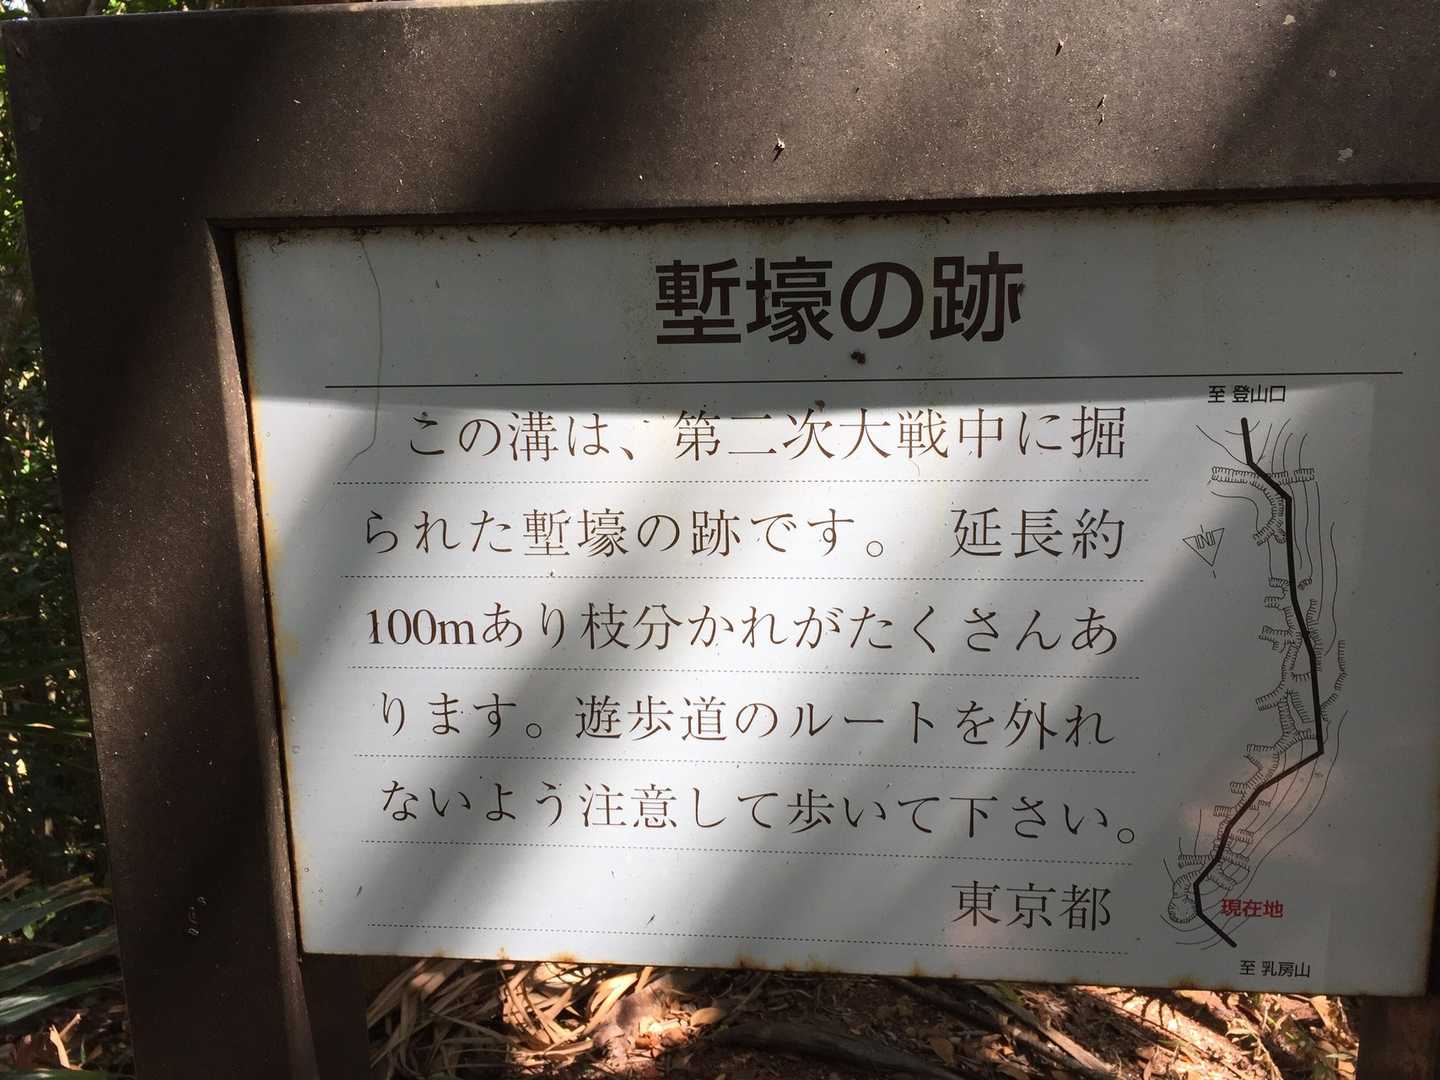 塹壕の跡
この溝は、第二次大戦中に掘
られた塹壕の跡です。 延長約
100mあり枝分かれがたくさんあ
ります。遊歩道のルートを外れ
ないよう注意して歩いて下さい。
東京都
至 登山口
現在地
至 乳房山